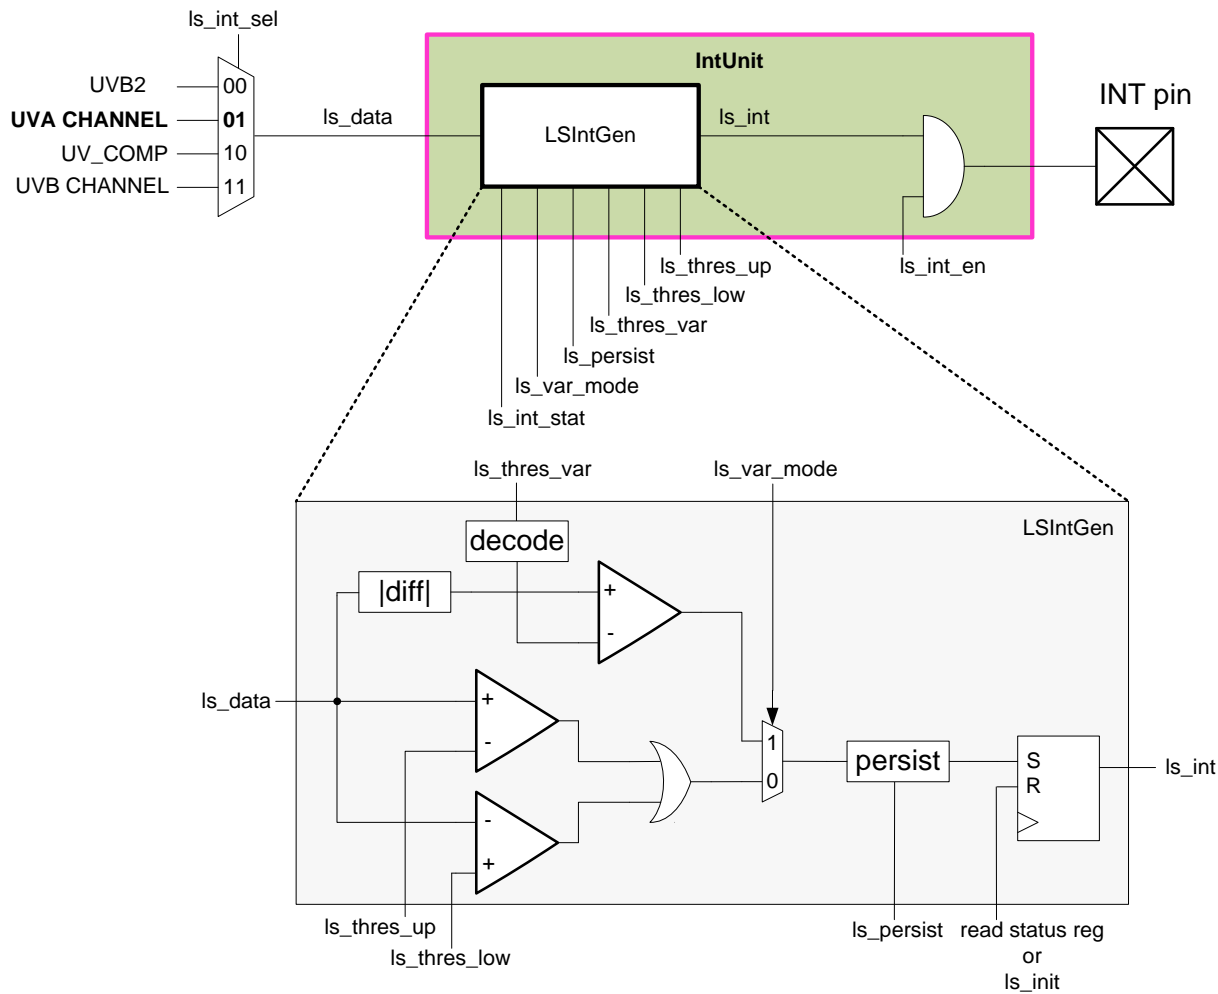 ls_int_sel
IntUnit
UVB2
00
UVA CHANNEL
01
UV_COMP
10
UVB CHANNEL
11
ls_data
LSIntGen
ls_int
INT pin
ls_int_en
ls_thres_up
ls_thres_low
ls_thres_var
ls_persist
ls_var_mode
ls_int_stat
ls_thres_var
ls_var_mode
LSIntGen
decode
|diff|
+
-
ls_data
+
-
1
0
persist
S
R
ls_int
-
+
ls_thres_up
ls_thres_low
ls_persist
read status reg
or
ls_init